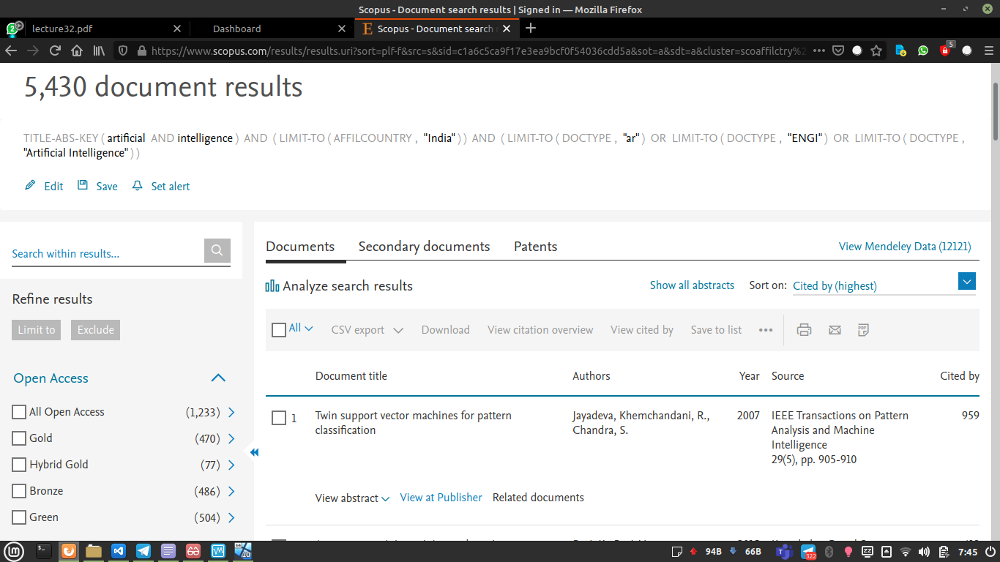 Scopus - Document search results | Signed in — Mozilla Firefox
lecture32.pdf
Dashboard
Scopus - Document search
https://www.scopus.com/results/results.uri?sort=plf-f&src=s&sid=c1a6c5ca9f17e3ea9bcf0f54036cdd5a&sot=a&sdt=a&cluster=scoaffilctry%2
5
5,430 document results
TITLE-ABS-KEY ( artificial AND intelligence ) AND ( LIMIT-TO ( AFFILCOUNTRY , "India" ) ) AND ( LIMIT-TO ( DOCTYPE , "ar" ) OR LIMIT-TO ( DOCTYPE , "ENGI" ) OR LIMIT-TO ( DOCTYPE ,
"Artificial Intelligence" ) )
Edit Save Set alert
Search within results...
Refine results
Limit to Exclude
Open Access
All Open Access (1,233)
Gold (470)
Hybrid Gold (77)
Bronze (486)
Green (504)
Documents Secondary documents Patents View Mendeley Data (12121)
Analyze search results Show all abstracts Sort on: Cited by (highest)
All CSV export Download View citation overview View cited by Save to list ••• PDF
Document title Authors Year Source Cited by
1 Twin support vector machines for pattern Jayadeva, Khemchandani, R., 2007 IEEE Transactions on Pattern 959
classification Chandra, S. Analysis and Machine
Intelligence
29(5), pp. 905-910
View abstract View at Publisher Related documents
94B 66B 322 7:45